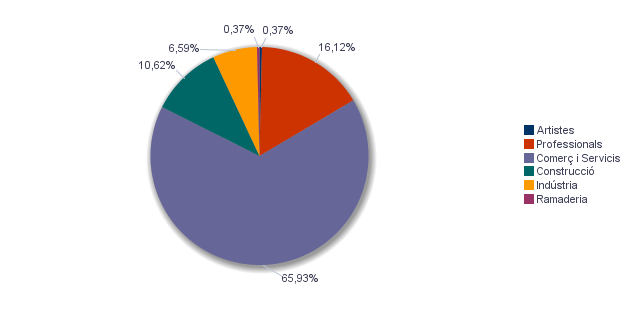 0,37%
0,37%
16,12%
6,59%
10,62%
65,93%
Artistes
Professionals
Comerç i Servicis
Construcció
Indústria
Ramaderia